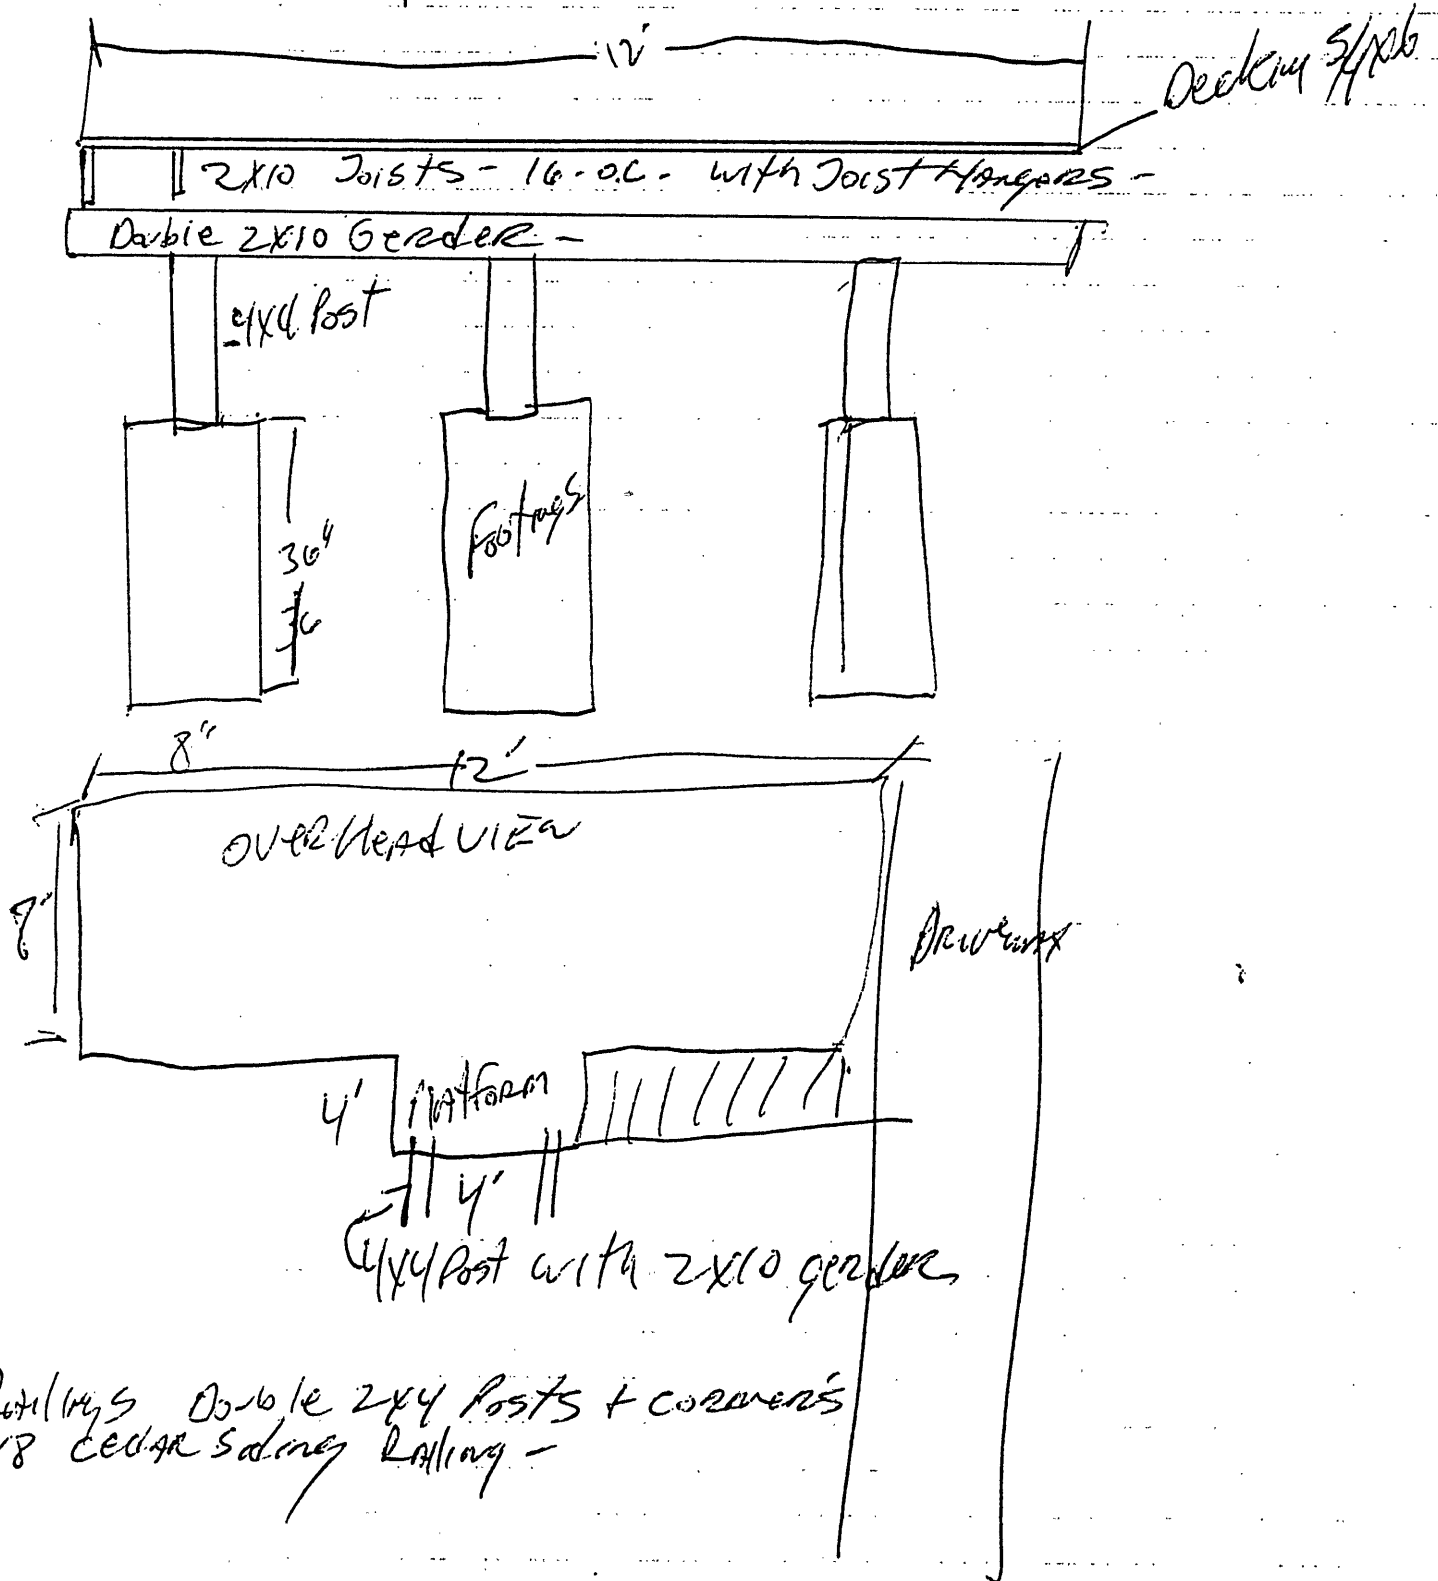 12'
Decking 5/4x6
2x10 Joists - 16 - O.C. - with Joist Hangers -
Double 2x10 Gerder -
4x4 Post
36"
36
Footings
8"
12'
OVERHead VIEW
8'
Driveway
4'
Platform
4'
4x4 Post with 2x10 gerders
Railings Double 2x4 Posts + corners
CEDAR Siding Railing -